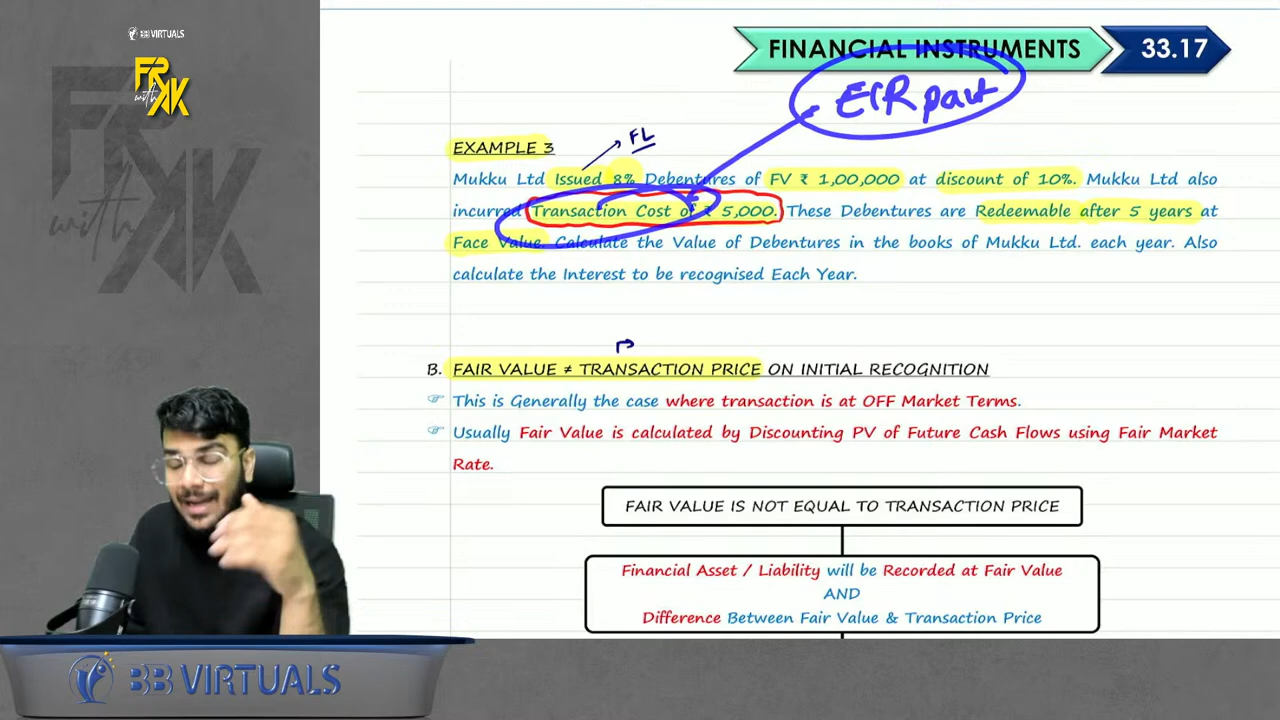 BB VIRTUALS
FR
with
AK
FR
with
AK
FINANCIAL INSTRUMENTS 33.17
EIR part
FL
EXAMPLE 3
Mukku Ltd Issued 8% Debentures of FV ₹ 1,00,000 at discount of 10%. Mukku Ltd also
incurred Transaction Cost of ₹ 5,000. These Debentures are Redeemable after 5 years at
Face Value. Calculate the Value of Debentures in the books of Mukku Ltd. each year. Also
calculate the Interest to be recognised Each Year.
B. FAIR VALUE ≠ TRANSACTION PRICE ON INITIAL RECOGNITION
☞ This is Generally the case where transaction is at OFF Market Terms.
☞ Usually Fair Value is calculated by Discounting PV of Future Cash Flows using Fair Market
Rate.
FAIR VALUE IS NOT EQUAL TO TRANSACTION PRICE
Financial Asset / Liability will be Recorded at Fair Value
AND
Difference Between Fair Value & Transaction Price
BB VIRTUALS